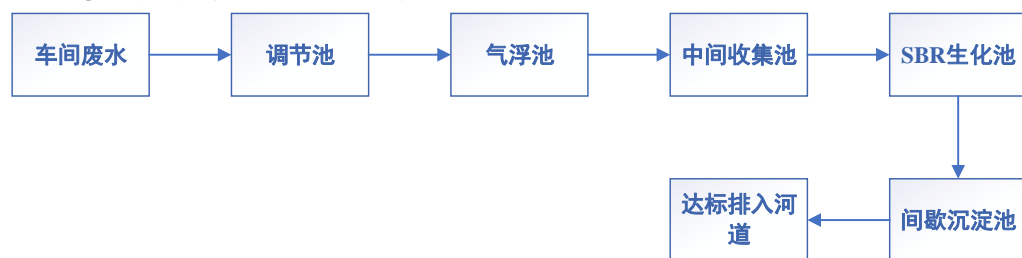 车间废水
调节池
气浮池
中间收集池
SBR生化池
间歇沉淀池
达标排入河
道